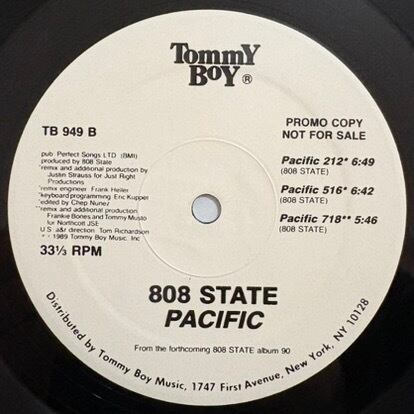 Tommy
Boy ®
TB 949 B
PROMO COPY
NOT FOR SALE
pub: Perfect Songs LTD (BMI)
produced by 808 State
*remix and additional production by
Justin Strauss for Just Right
Productions
*remix engineer Frank Heller
*keyboard programming Eric Kupper
*edited by Chep Nunez
**remix and additional production
Frankie Bones and Tommy Musto
for Northcott JSE
U.S. a&r direction Tom Richardson
1989 Tommy Boy Music, Inc
33⅓ RPM
Pacific 212* 6:49
(808 STATE)
Pacific 516* 6:42
(808 STATE)
Pacific 718** 5:46
(808 STATE)
808 STATE
PACIFIC
From the forthcoming 808 STATE album 90
Distributed by Tommy Boy Music, 1747 First Avenue, New York, NY 10128